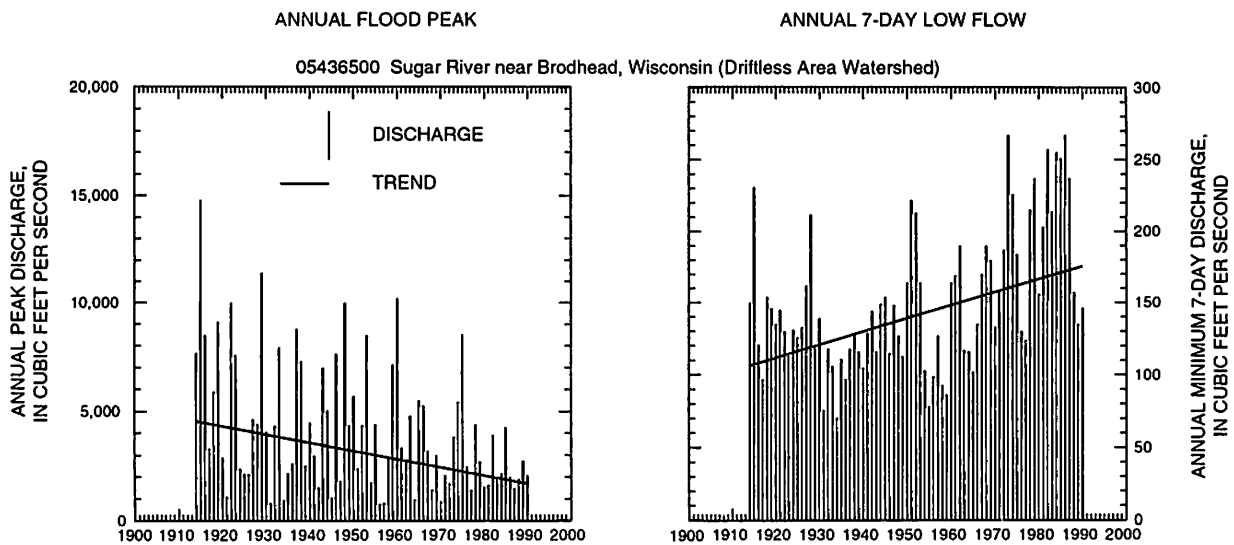 ANNUAL FLOOD PEAK
ANNUAL 7-DAY LOW FLOW
05436500 Sugar River near Brodhead, Wisconsin (Driftless Area Watershed)
ANNUAL PEAK DISCHARGE,
IN CUBIC FEET PER SECOND
20,000
15,000
10,000
5,000
0
DISCHARGE
TREND
1900 1910 1920 1930 1940 1950 1960 1970 1980 1990 2000
300
250
200
150
100
50
0
1900 1910 1920 1930 1940 1950 1960 1970 1980 1990 2000
ANNUAL MINIMUM 7-DAY DISCHARGE,
IN CUBIC FEET PER SECOND